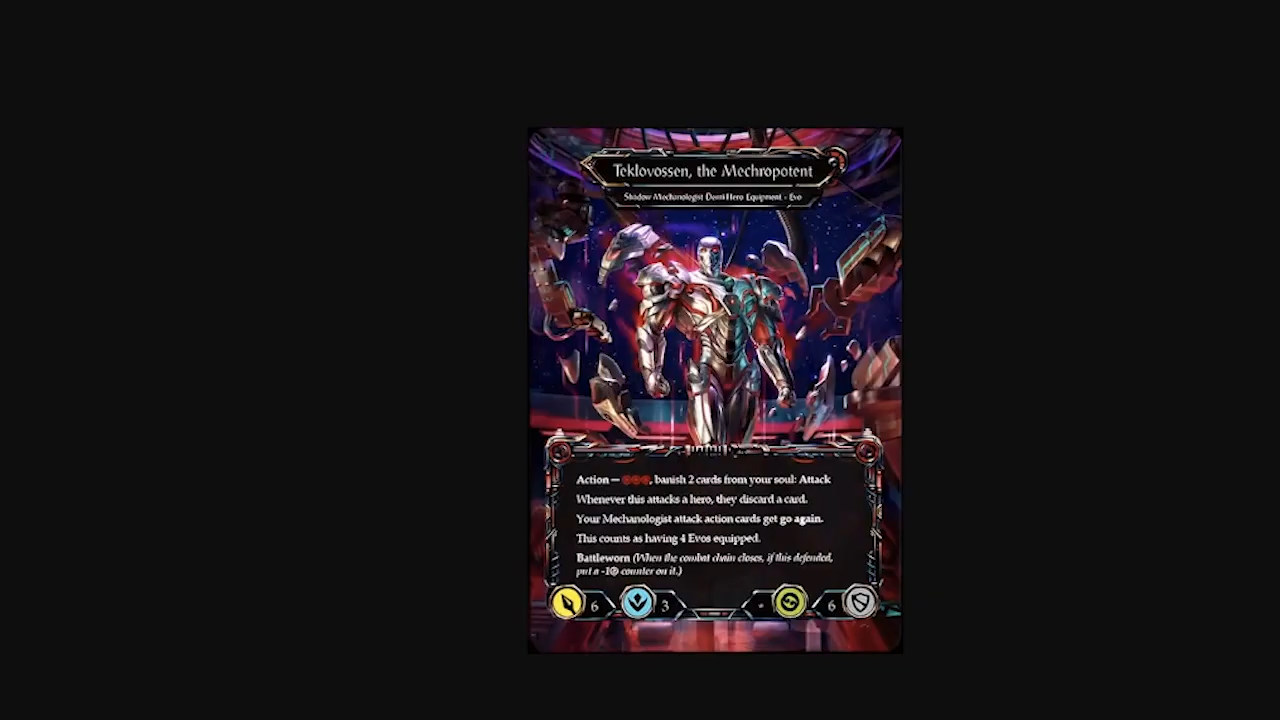 Teklovossen, the Mechropotent
Shadow Mechanologist Demi-Hero Equipment - Evo
Action — , banish 2 cards from your soul: Attack
Whenever this attacks a hero, they discard a card.
Your Mechanologist attack action cards get go again.
This counts as having 4 Evos equipped.
Battleworn (When the combat chain closes, if this defended,
put a -1 counter on it.)
6 3 * 6